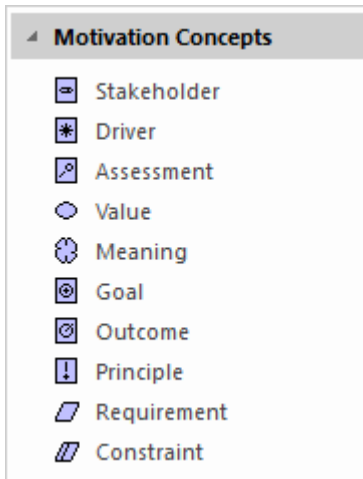 Motivation Concepts
Stakeholder
Driver
Assessment
Value
Meaning
Goal
Outcome
Principle
Requirement
Constraint